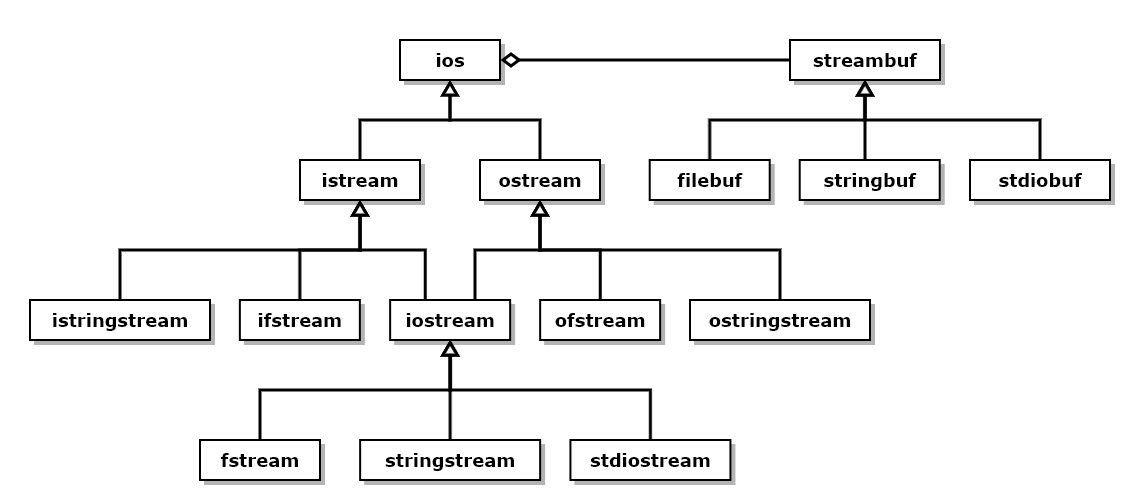 ios
streambuf
istream
ostream
filebuf
stringbuf
stdiobuf
istringstream
ifstream
iostream
ofstream
ostringstream
fstream
stringstream
stdiostream